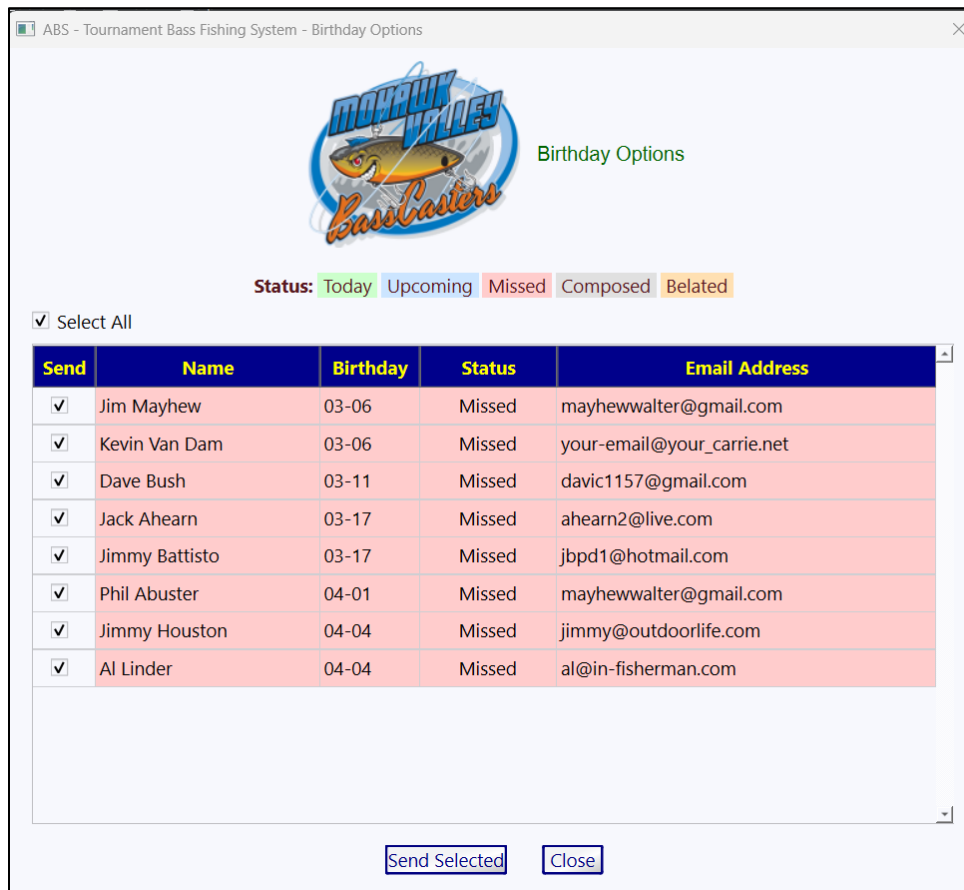 ABS - Tournament Bass Fishing System - Birthday Options
MOHAWK
VALLEY
BassCasters
Birthday Options
Status: Today Upcoming Missed Composed Belated
Select All
Send Name Birthday Status Email Address
Jim Mayhew 03-06 Missed mayhewwalter@gmail.com
Kevin Van Dam 03-06 Missed your-email@your_carrie.net
Dave Bush 03-11 Missed davic1157@gmail.com
Jack Ahearn 03-17 Missed ahearn2@live.com
Jimmy Battisto 03-17 Missed jbpd1@hotmail.com
Phil Abuster 04-01 Missed mayhewwalter@gmail.com
Jimmy Houston 04-04 Missed jimmy@outdoorlife.com
Al Linder 04-04 Missed al@in-fisherman.com
Send Selected Close